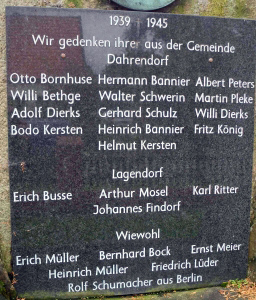 1939 1945
Wir gedenken ihrer aus der Gemeinde
Dahrendorf
Otto Bornhuse Hermann Bannier Albert Peters
Willi Bethge Walter Schwerin Martin Pleke
Adolf Dierks Gerhard Schulz Willi Dierks
Bodo Kersten Heinrich Bannier Fritz König
Helmut Kersten
Lagendorf
Erich Busse Arthur Mosel Karl Ritter
Johannes Findorf
Wiewohl
Erich Müller Bernhard Bock Ernst Meier
Heinrich Müller Friedrich Lüder
Rolf Schumacher aus Berlin